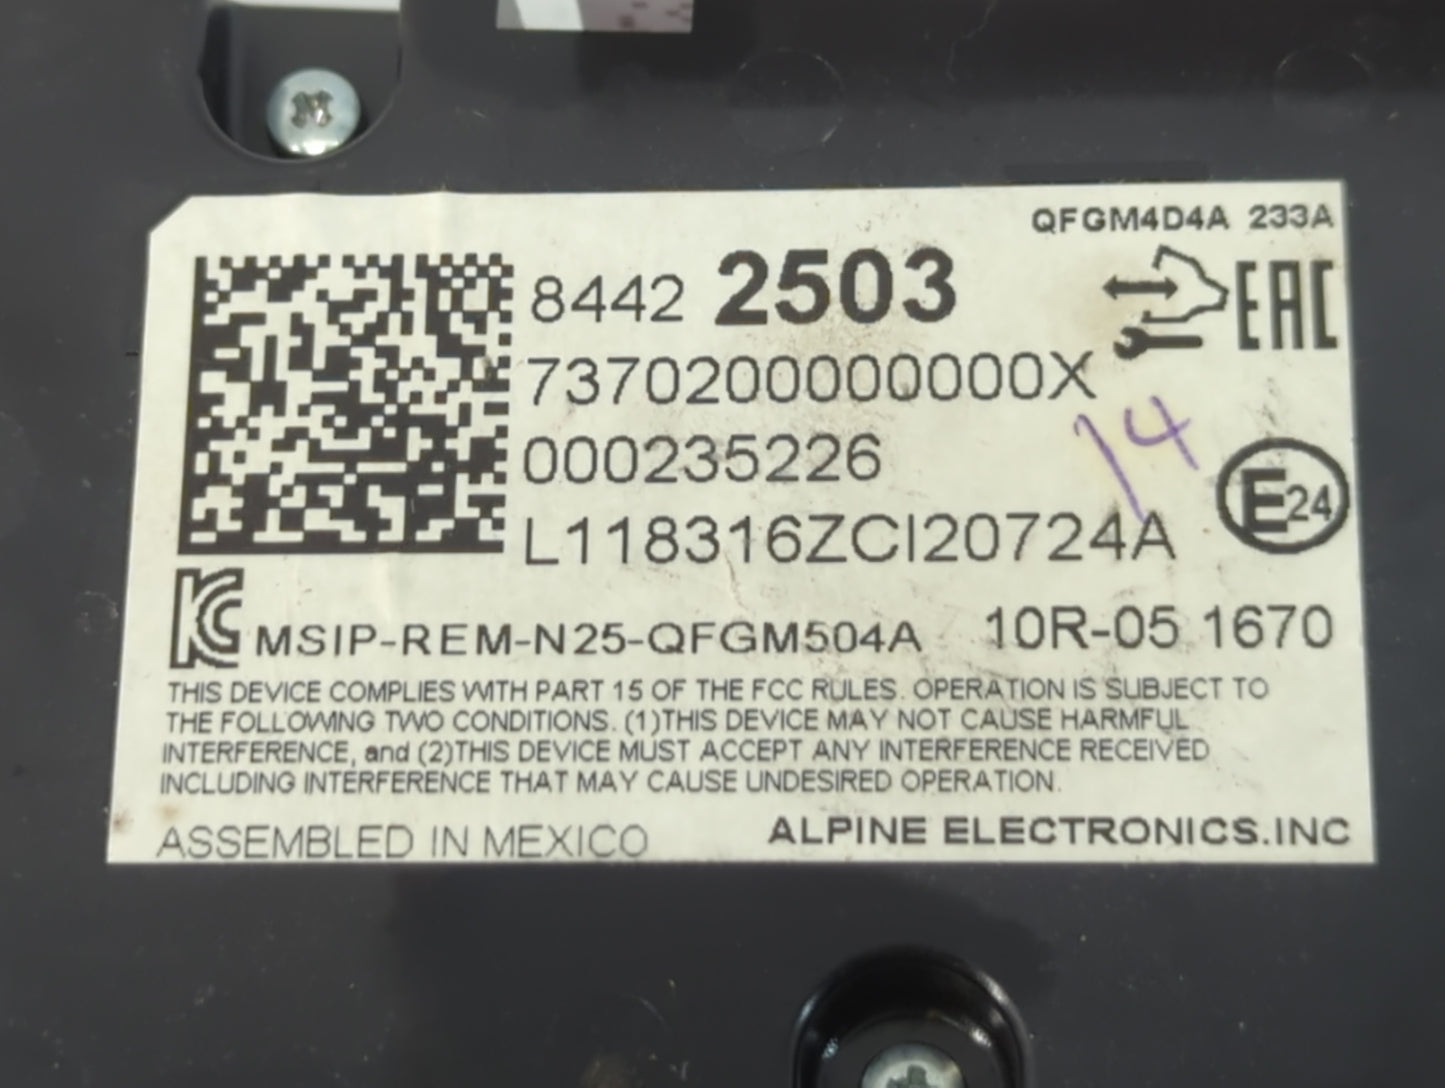 QFGM4D4A 233A
8442 2503
EAC
7370200000000X
14
000235226
E24
L118316ZCI20724A
KC MSIP-REM-N25-QFGM504A 10R-05 1670
THIS DEVICE COMPLIES WITH PART 15 OF THE FCC RULES. OPERATION IS SUBJECT TO
THE FOLLOWING TWO CONDITIONS. (1)THIS DEVICE MAY NOT CAUSE HARMFUL
INTERFERENCE, and (2)THIS DEVICE MUST ACCEPT ANY INTERFERENCE RECEIVED
INCLUDING INTERFERENCE THAT MAY CAUSE UNDESIRED OPERATION.
ASSEMBLED IN MEXICO ALPINE ELECTRONICS.INC